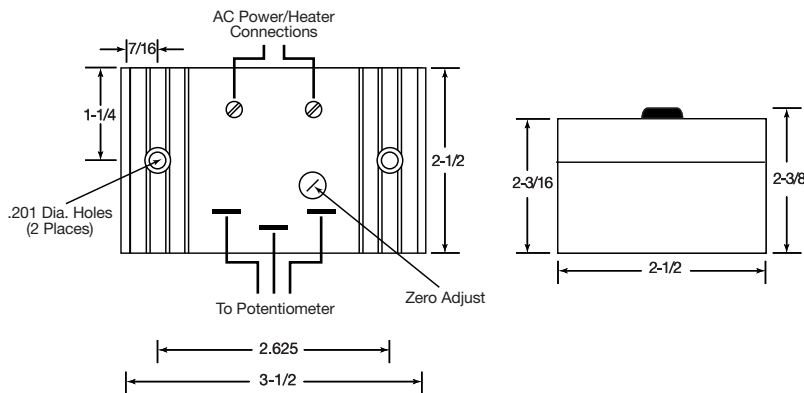 AC Power/Heater
Connections
7/16
1-1/4
2-1/2
.201 Dia. Holes
(2 Places)
To Potentiometer
Zero Adjust
2.625
3-1/2
2-3/16
2-3/8
2-1/2